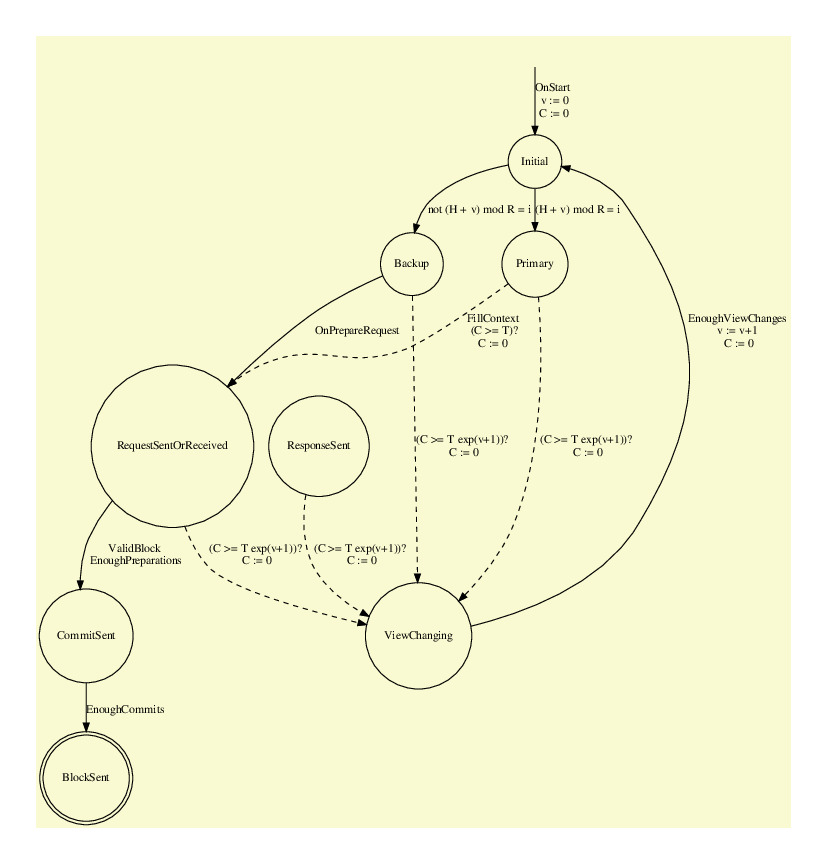 OnStart
v := 0
C := 0
Initial
not (H + v) mod R = i
(H + v) mod R = i
Backup
Primary
OnPrepareRequest
FillContext
(C >= T)?
C := 0
EnoughViewChanges
v := v+1
C := 0
RequestSentOrReceived
ResponseSent
(C >= T exp(v+1))?
C := 0
(C >= T exp(v+1))?
C := 0
ValidBlock
EnoughPreparations
(C >= T exp(v+1))?
C := 0
(C >= T exp(v+1))?
C := 0
CommitSent
ViewChanging
EnoughCommits
BlockSent